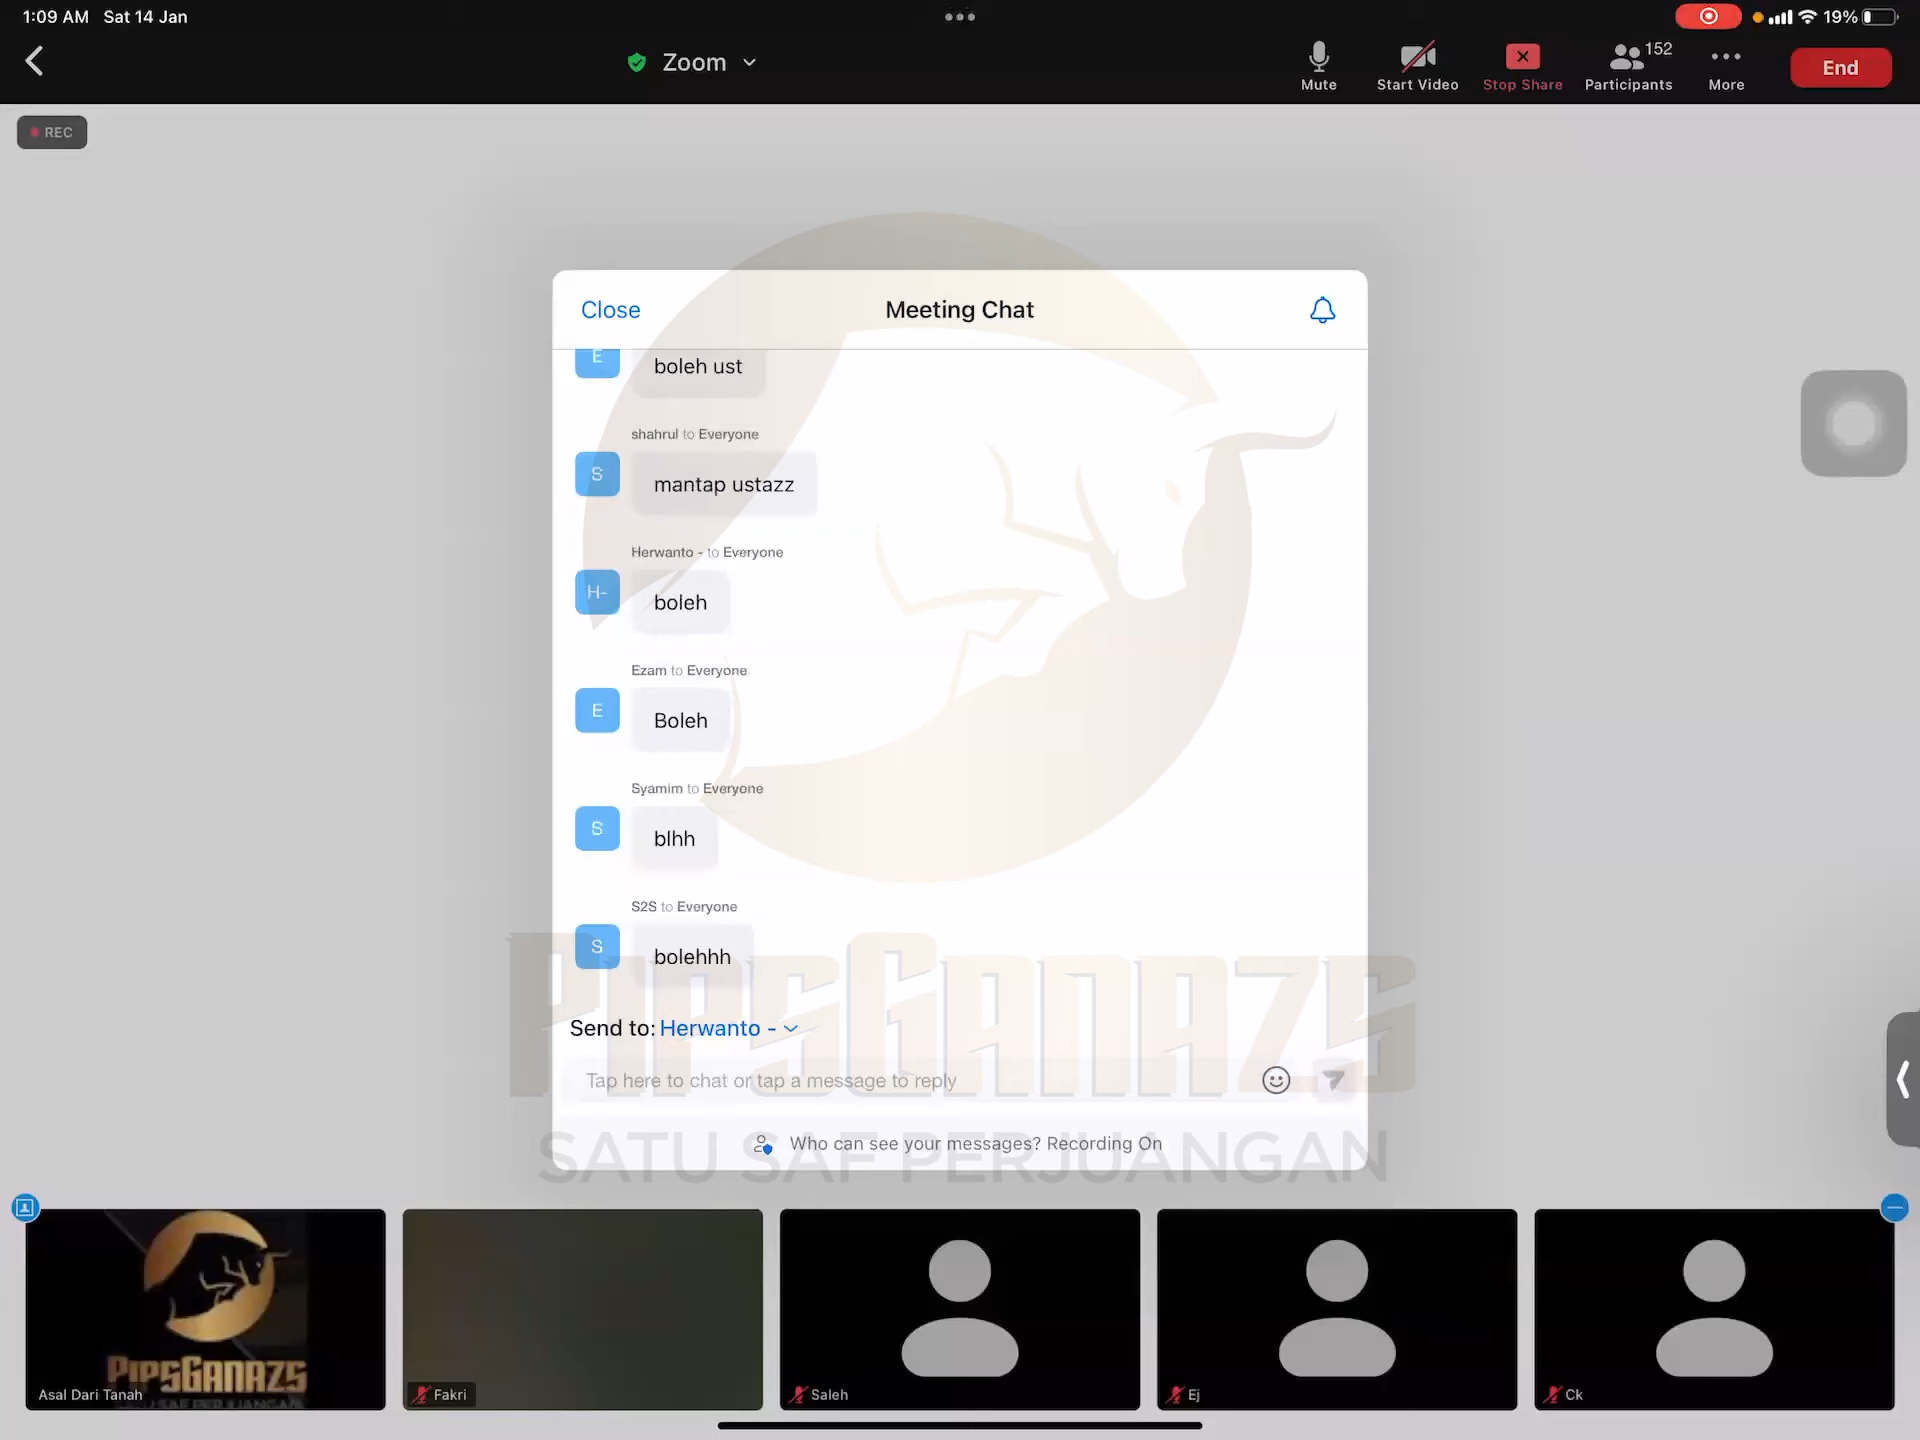 1:09 AM Sat 14 Jan
19%
Zoom
Mute
Start Video
Stop Share
152
Participants
More
End
REC
Close
Meeting Chat
E
boleh ust
shahrul to Everyone
S
mantap ustazz
Herwanto - to Everyone
H-
boleh
Ezam to Everyone
E
Boleh
Syamim to Everyone
S
blhh
S2S to Everyone
S
bolehhh
Send to: Herwanto -
Tap here to chat or tap a message to reply
Who can see your messages? Recording On
PIPSGANAZS
SATU SAF PERJUANGAN
PIPSGANAZS
SATU SAF PERJUANGAN
Asal Dari Tanah
Fakri
Saleh
Ej
Ck